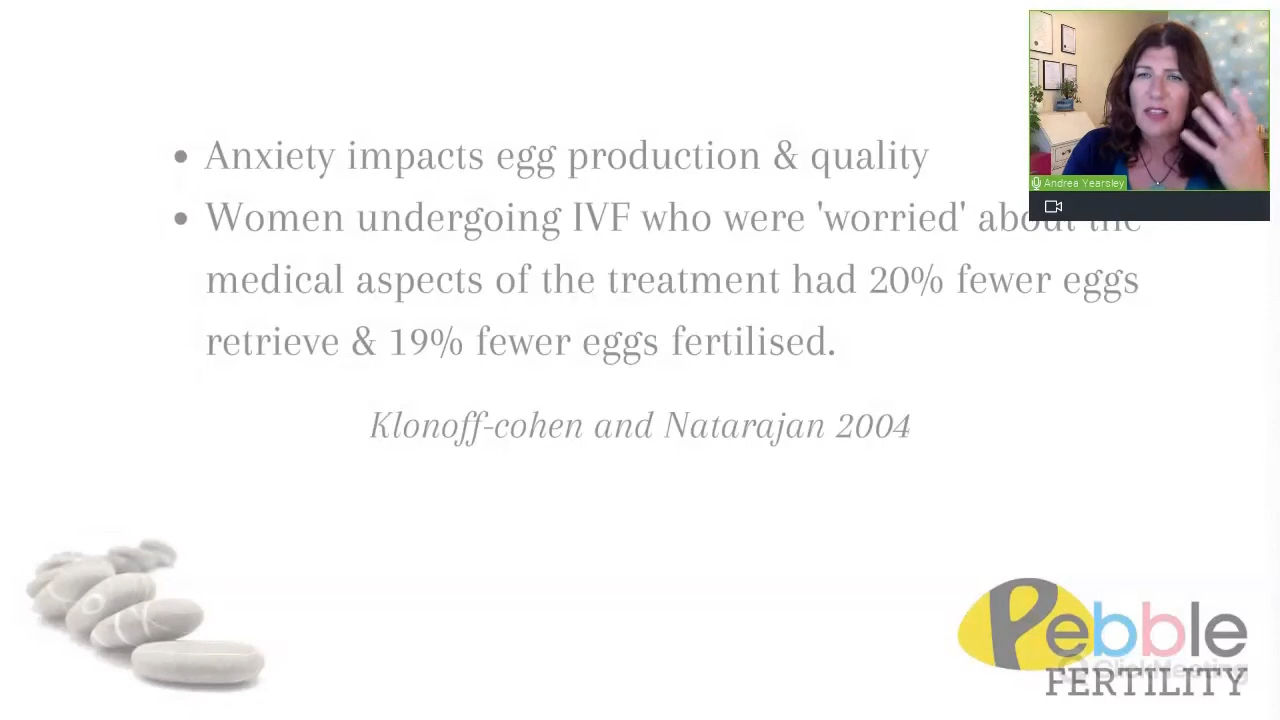 Anxiety impacts egg production & quality
Women undergoing IVF who were 'worried' about the
medical aspects of the treatment had 20% fewer eggs
retrieve & 19% fewer eggs fertilised.
Klonoff-cohen and Natarajan 2004
Andrea Yearsley
Pebble
ClickMeeting
FERTILITY